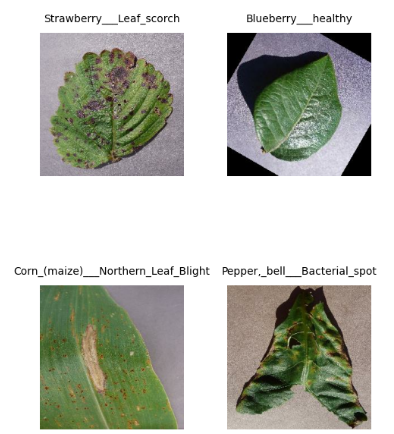 Strawberry___Leaf_scorch
Blueberry___healthy
Corn_(maize)___Northern_Leaf_Blight
Pepper,_bell___Bacterial_spot